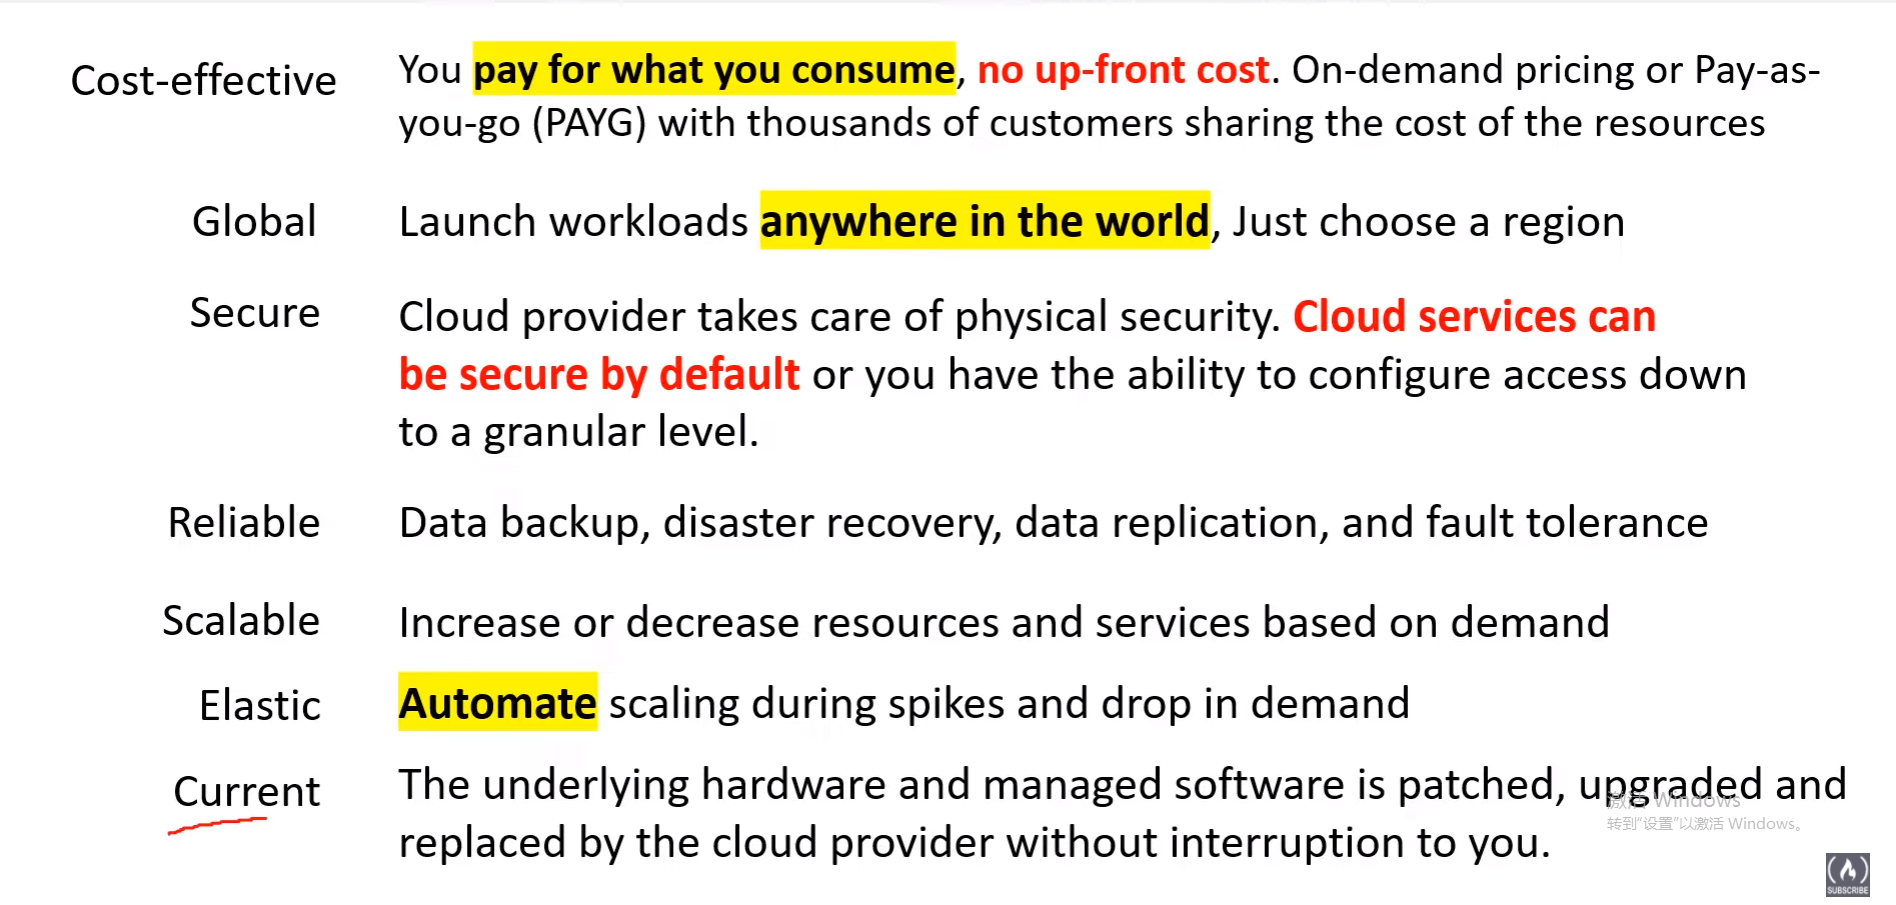 Cost-effective
You pay for what you consume, no up-front cost. On-demand pricing or Pay-as-
you-go (PAYG) with thousands of customers sharing the cost of the resources
Global
Launch workloads anywhere in the world, Just choose a region
Secure
Cloud provider takes care of physical security. Cloud services can
be secure by default or you have the ability to configure access down
to a granular level.
Reliable
Data backup, disaster recovery, data replication, and fault tolerance
Scalable
Increase or decrease resources and services based on demand
Elastic
Automate scaling during spikes and drop in demand
Current
The underlying hardware and managed software is patched, upgraded and
replaced by the cloud provider without interruption to you.
激活 Windows
转到“设置”以激活 Windows。
SUBSCRIBE